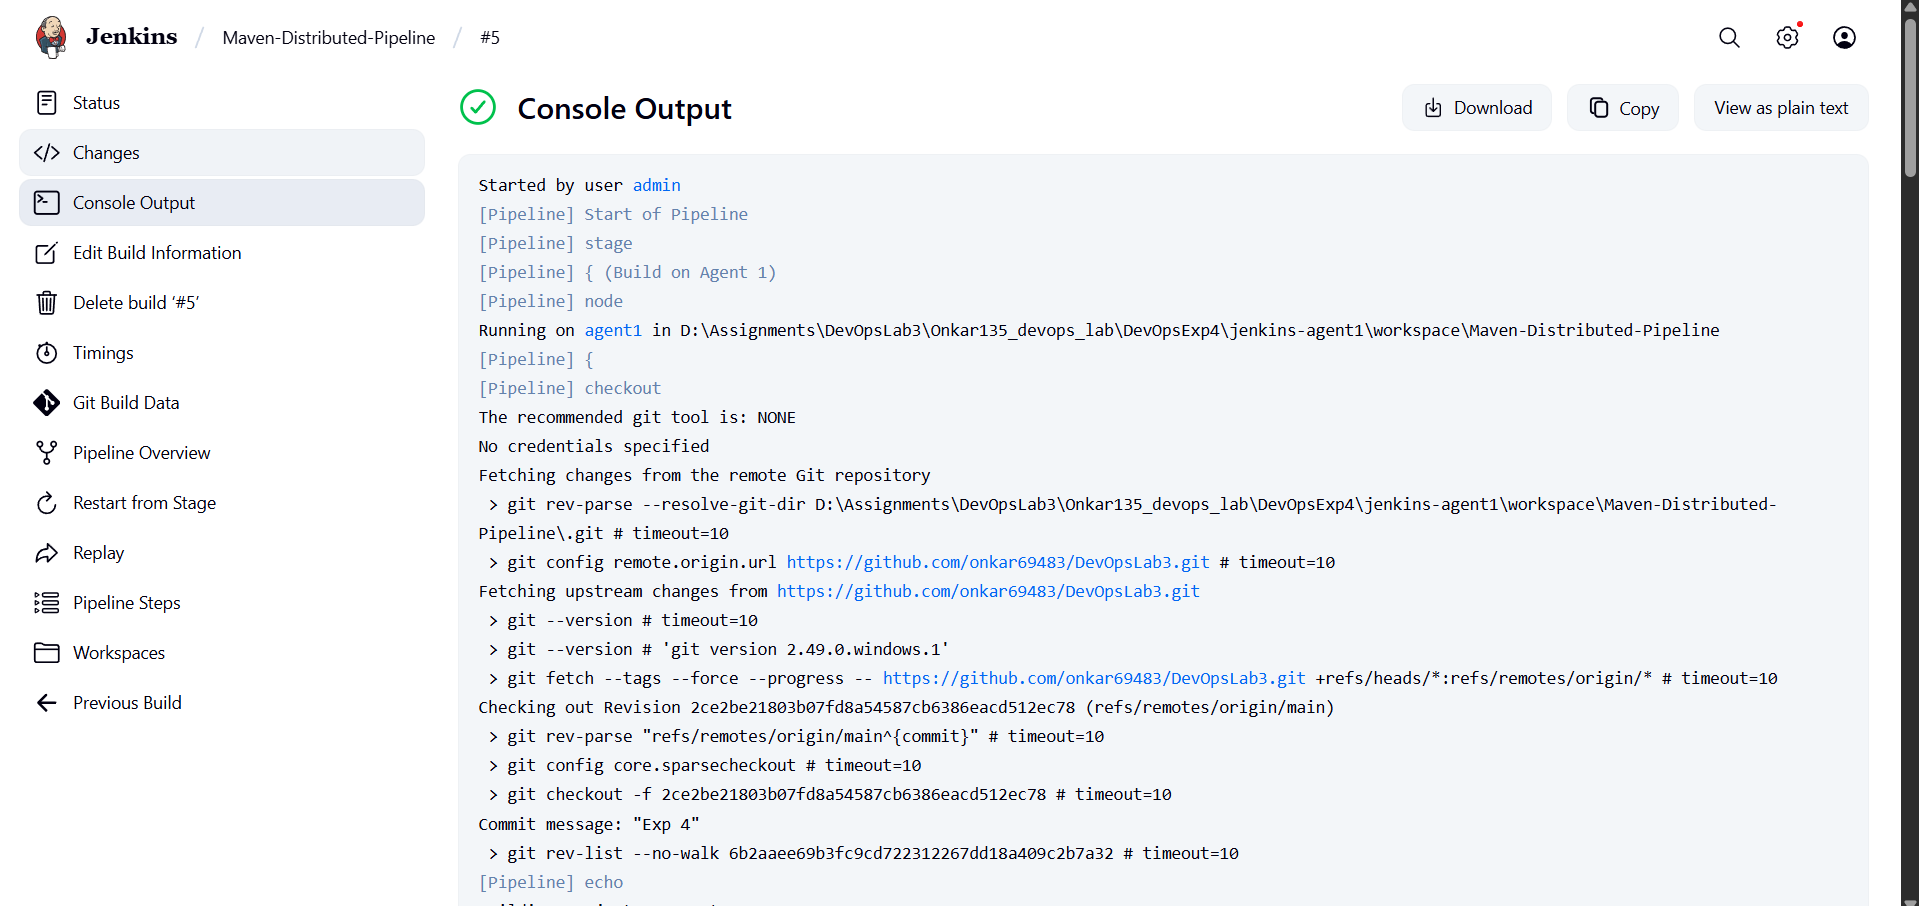 Jenkins / Maven-Distributed-Pipeline / #5
Status
Changes
Console Output
Edit Build Information
Delete build ‘#5’
Timings
Git Build Data
Pipeline Overview
Restart from Stage
Replay
Pipeline Steps
Workspaces
Previous Build
Console Output
Download
Copy
View as plain text
Started by user admin
[Pipeline] Start of Pipeline
[Pipeline] stage
[Pipeline] { (Build on Agent 1)
[Pipeline] node
Running on agent1 in D:\Assignments\DevOpsLab3\Onkar135_devops_lab\DevOpsExp4\jenkins-agent1\workspace\Maven-Distributed-Pipeline
[Pipeline] {
[Pipeline] checkout
The recommended git tool is: NONE
No credentials specified
Fetching changes from the remote Git repository
> git rev-parse --resolve-git-dir D:\Assignments\DevOpsLab3\Onkar135_devops_lab\DevOpsExp4\jenkins-agent1\workspace\Maven-Distributed-
Pipeline\.git # timeout=10
> git config remote.origin.url https://github.com/onkar69483/DevOpsLab3.git # timeout=10
Fetching upstream changes from https://github.com/onkar69483/DevOpsLab3.git
> git --version # timeout=10
> git --version # 'git version 2.49.0.windows.1'
> git fetch --tags --force --progress -- https://github.com/onkar69483/DevOpsLab3.git +refs/heads/*:refs/remotes/origin/* # timeout=10
Checking out Revision 2ce2be21803b07fd8a54587cb6386eacd512ec78 (refs/remotes/origin/main)
> git rev-parse "refs/remotes/origin/main^{commit}" # timeout=10
> git config core.sparsecheckout # timeout=10
> git checkout -f 2ce2be21803b07fd8a54587cb6386eacd512ec78 # timeout=10
Commit message: "Exp 4"
> git rev-list --no-walk 6b2aaee69b3fc9cd722312267dd18a409c2b7a32 # timeout=10
[Pipeline] echo